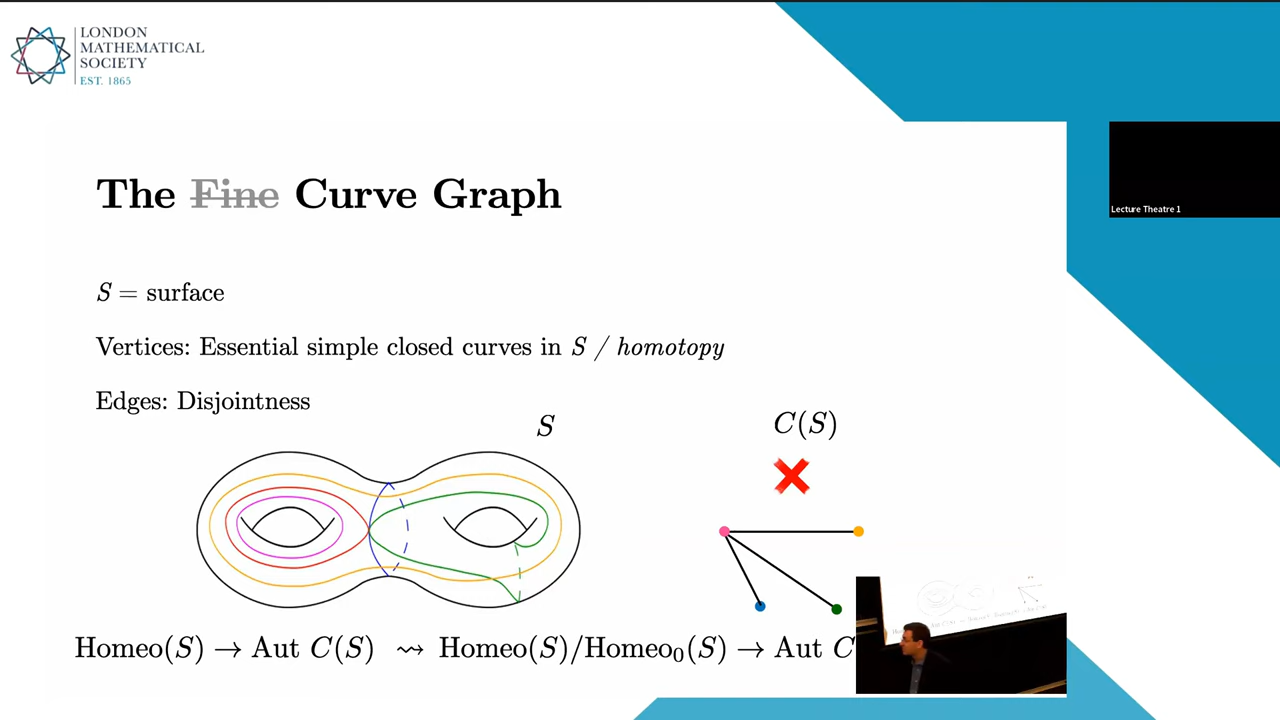 LONDON
MATHEMATICAL
SOCIETY
EST. 1865
Lecture Theatre 1
The Fine Curve Graph
S = surface
Vertices: Essential simple closed curves in S / homotopy
Edges: Disjointness
S
C(S)
Homeo(S) → Aut C(S) ⇝ Homeo(S)/Homeo₀(S) → Aut C